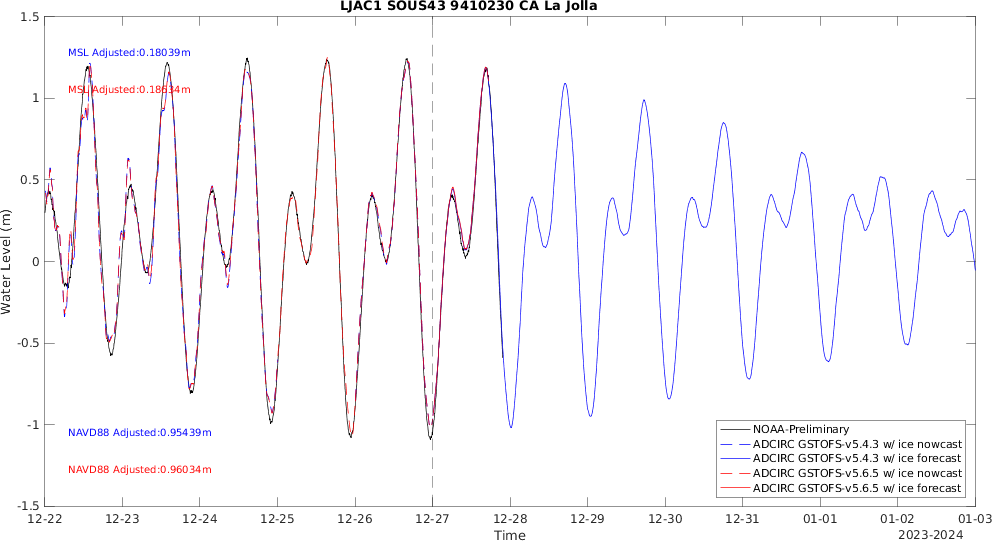 LJAC1 SOUS43 9410230 CA La Jolla
MSL Adjusted:0.18039m
MSL Adjusted:0.18634m
NAVD88 Adjusted:0.95439m
NAVD88 Adjusted:0.96034m
Water Level (m)
1.5
1
0.5
0
-0.5
-1
-1.5
NOAA-Preliminary
ADCIRC GSTOFS-v5.4.3 w/ ice nowcast
ADCIRC GSTOFS-v5.4.3 w/ ice forecast
ADCIRC GSTOFS-v5.6.5 w/ ice nowcast
ADCIRC GSTOFS-v5.6.5 w/ ice forecast
12-22 12-23 12-24 12-25 12-26 12-27 12-28 12-29 12-30 12-31 01-01 01-02 01-03
Time
2023-2024